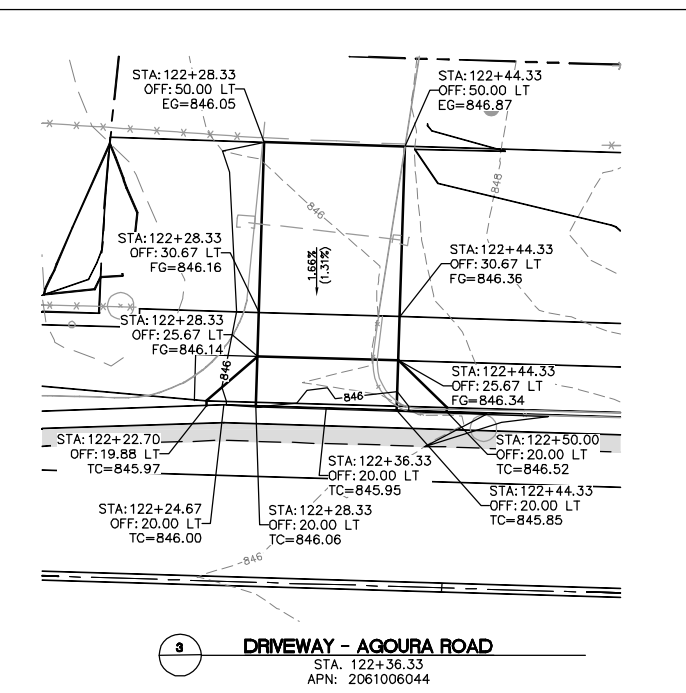 STA: 122+28.33
OFF: 50.00 LT
EG=846.05
STA: 122+44.33
OFF: 50.00 LT
EG=846.87
848
846
STA: 122+28.33
OFF: 30.67 LT
FG=846.16
1.66%
(1.31%)
STA: 122+44.33
OFF: 30.67 LT
FG=846.36
STA: 122+28.33
OFF: 25.67 LT
FG=846.14
846
846
STA: 122+44.33
OFF: 25.67 LT
FG=846.34
STA: 122+22.70
OFF: 19.88 LT
TC=845.97
STA: 122+36.33
OFF: 20.00 LT
TC=845.95
STA: 122+50.00
OFF: 20.00 LT
TC=846.52
STA: 122+24.67
OFF: 20.00 LT
TC=846.00
STA: 122+28.33
OFF: 20.00 LT
TC=846.06
STA: 122+44.33
OFF: 20.00 LT
TC=845.85
846
3
DRIVEWAY - AGOURA ROAD
STA. 122+36.33
APN: 2061006044